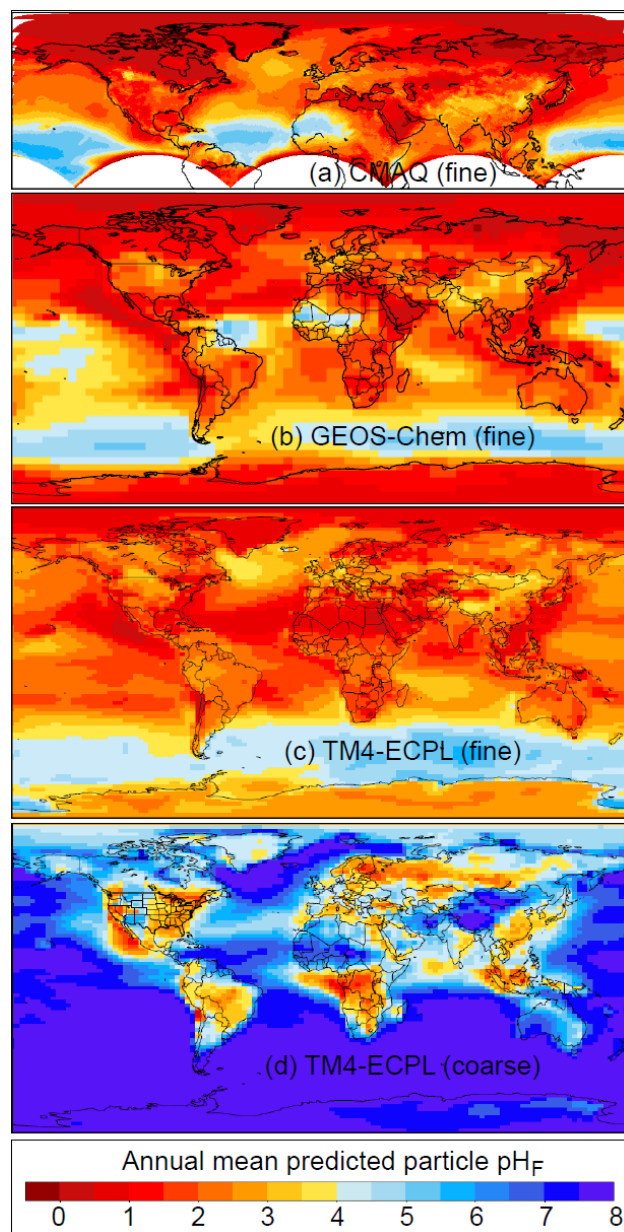 (a) CMAQ (fine)
(b) GEOS-Chem (fine)
(c) TM4-ECPL (fine)
(d) TM4-ECPL (coarse)
Annual mean predicted particle pHF
0 1 2 3 4 5 6 7 8